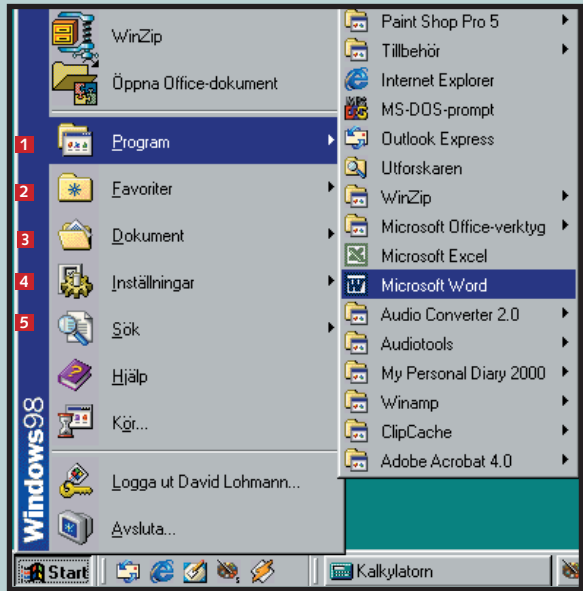 WinZip
Öppna Office-dokument
1 Program
2 Favoriter
3 Dokument
4 Inställningar
5 Sök
Hjälp
Kör...
Logga ut David Lohmann...
Avsluta...
Windows98
Paint Shop Pro 5
Tillbehör
Internet Explorer
MS-DOS-prompt
Outlook Express
Utforskaren
WinZip
Microsoft Office-verktyg
Microsoft Excel
Microsoft Word
Audio Converter 2.0
Audiotools
My Personal Diary 2000
Winamp
ClipCache
Adobe Acrobat 4.0
Start
Kalkylatorn